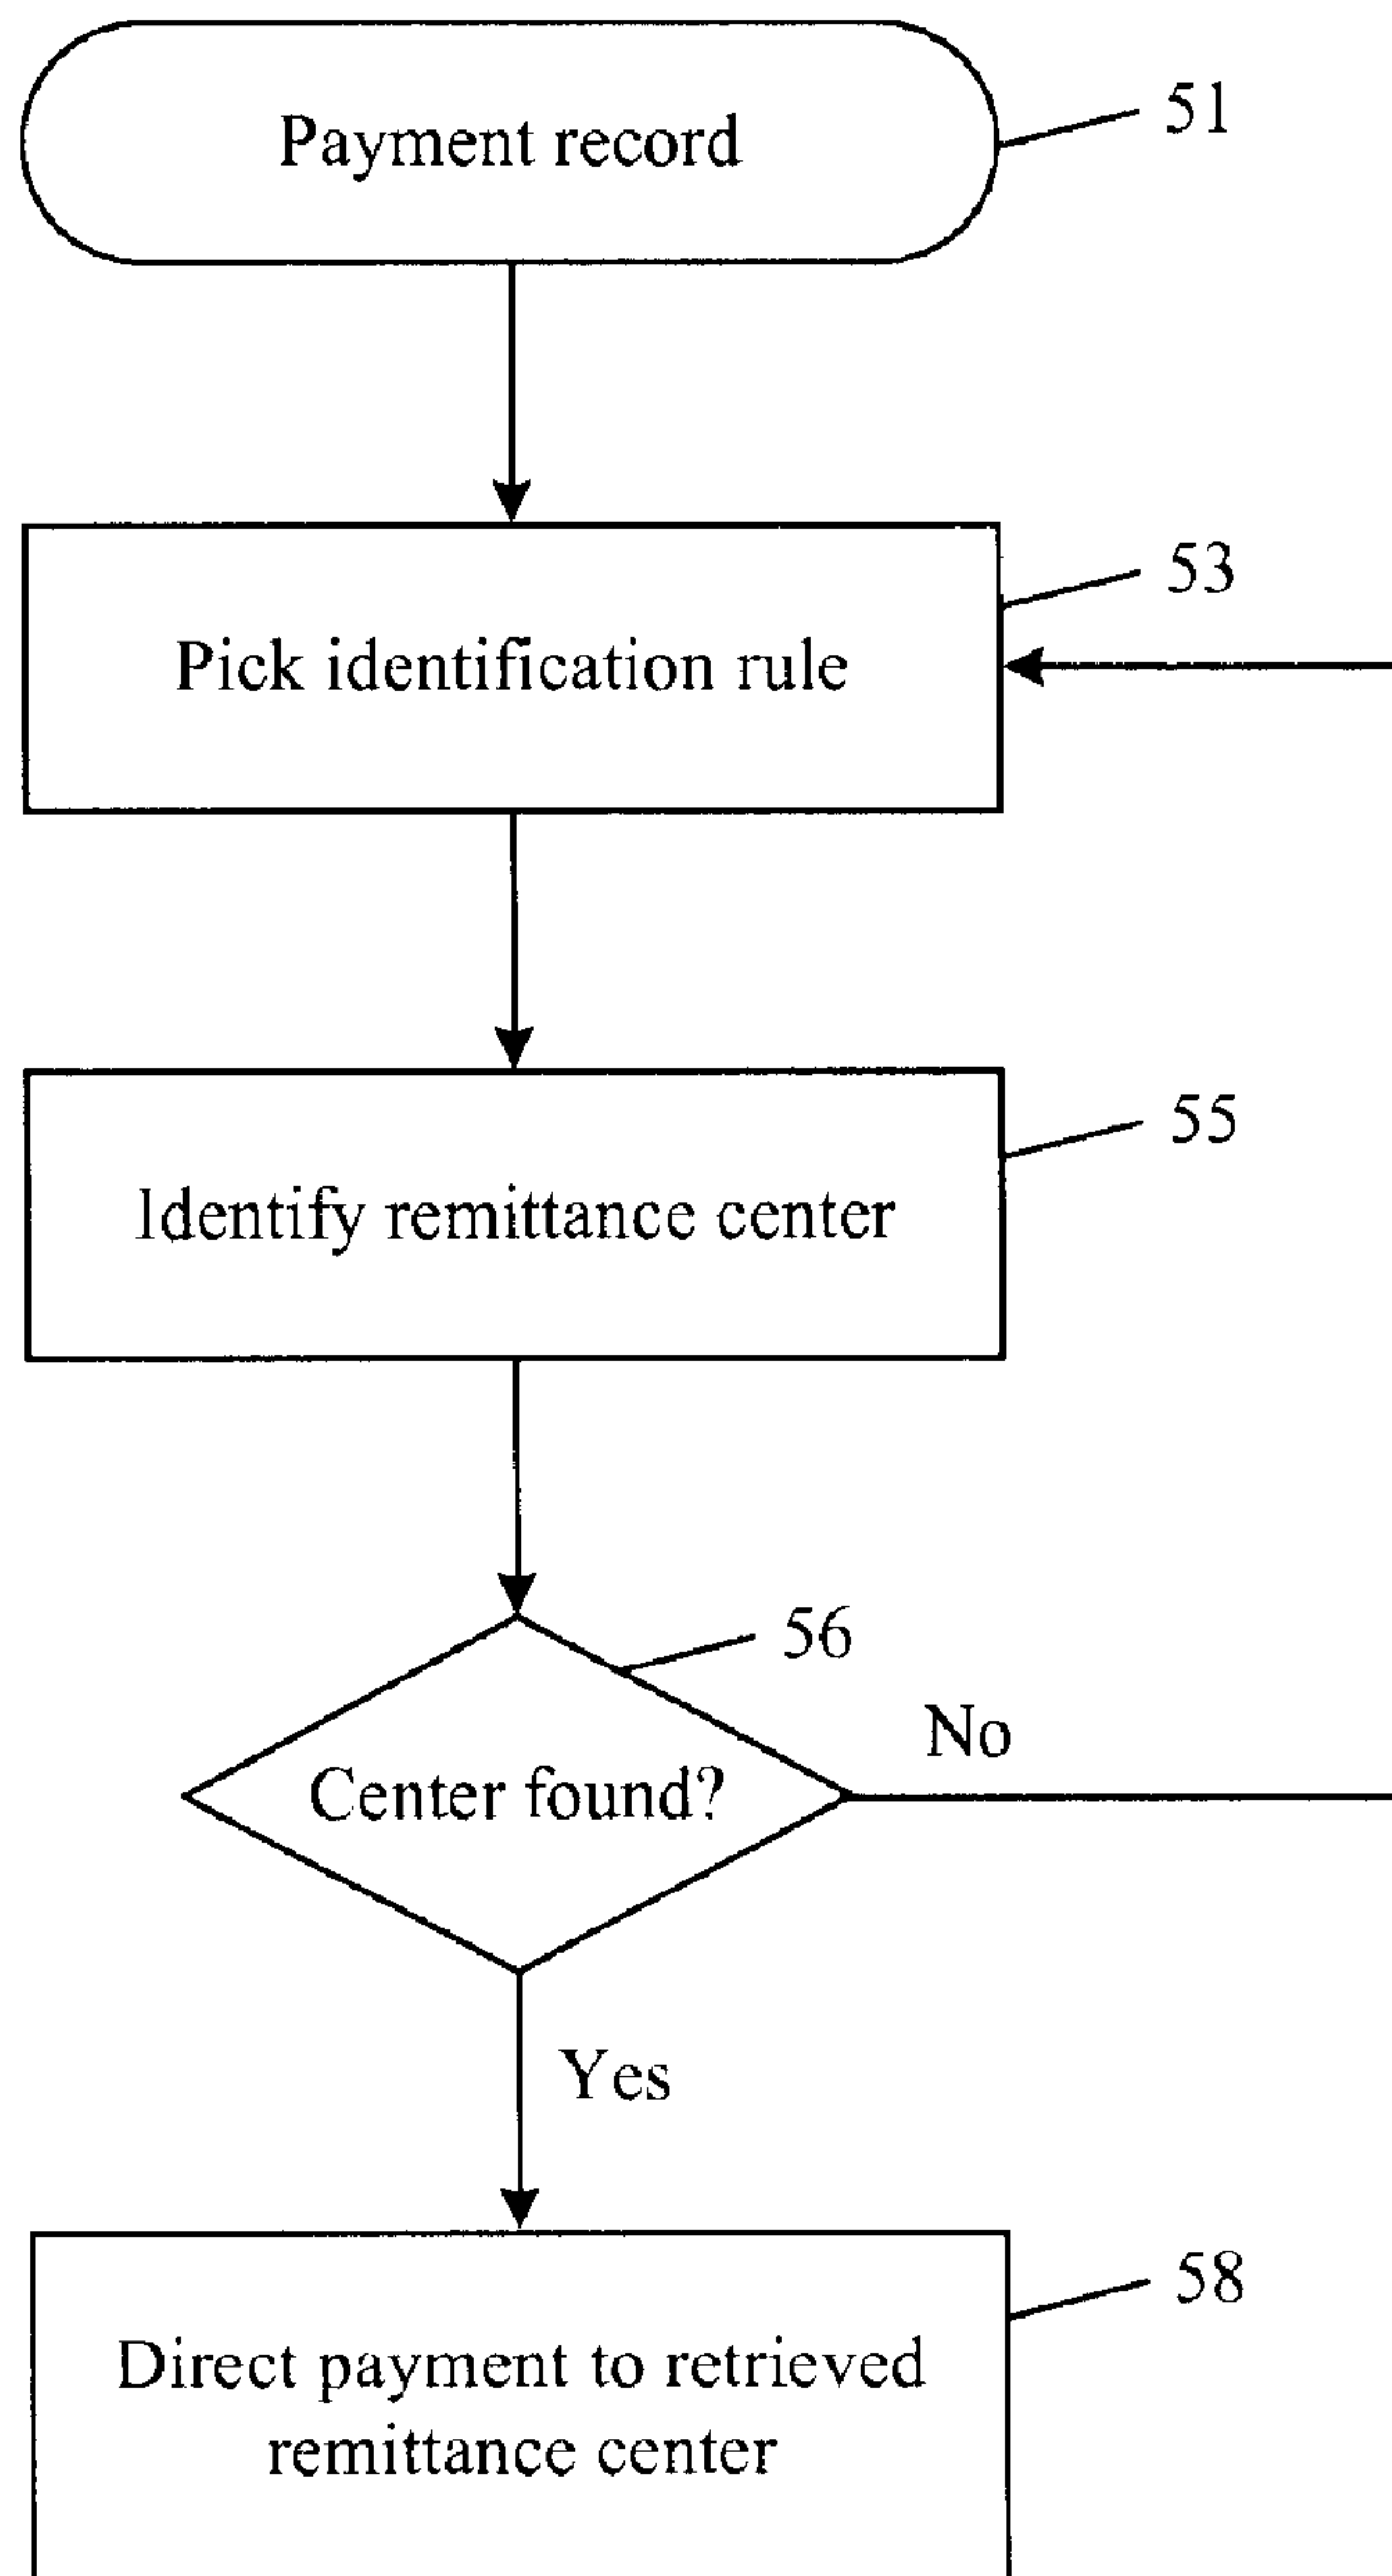 Payment record
51
Pick identification rule
53
Identify remittance center
55
56
Center found?
No
Yes
58
Direct payment to retrieved
remittance center